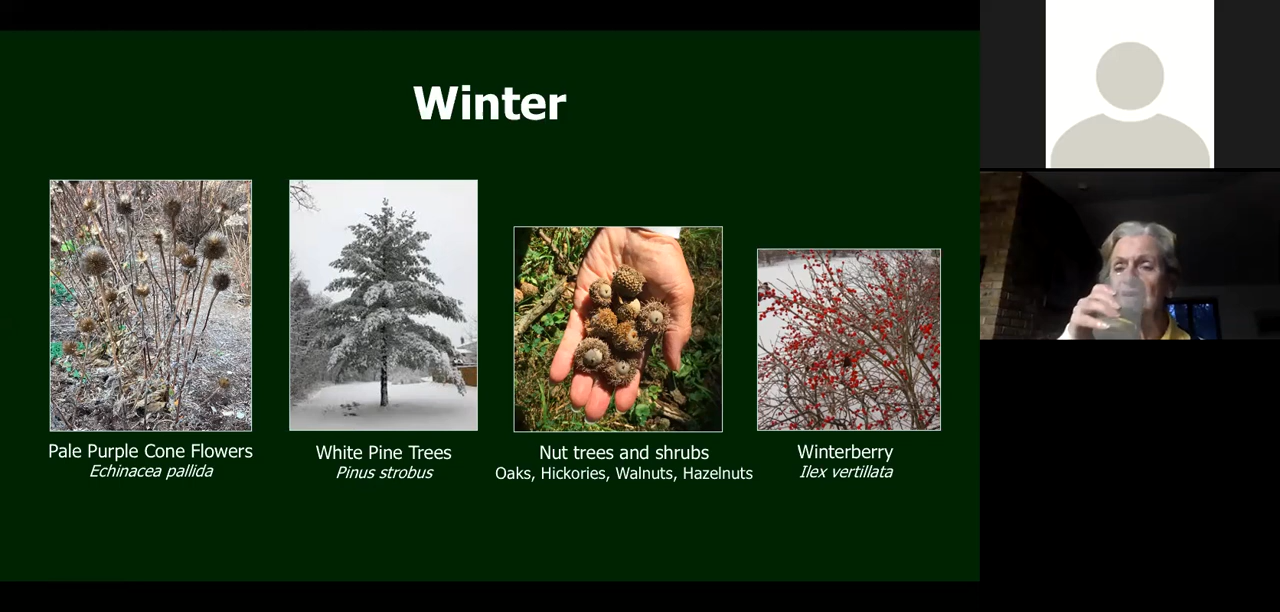 Winter
Pale Purple Cone Flowers
Echinacea pallida
White Pine Trees
Pinus strobus
Nut trees and shrubs
Oaks, Hickories, Walnuts, Hazelnuts
Winterberry
Ilex vertillata